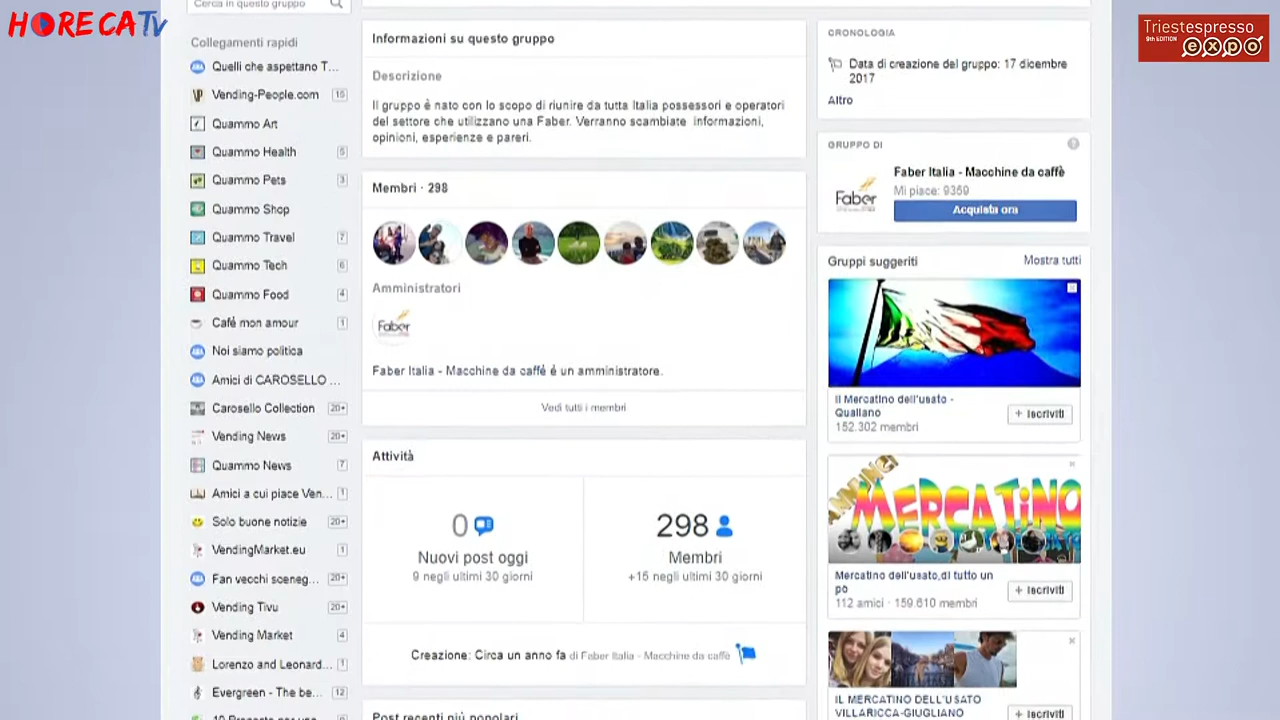 HORECATV
Triestespresso
9th EDITION
expo
Cerca in questo gruppo
Collegamenti rapidi
Quelli che aspettano T...
Vending-People.com 15
Quammo Art
Quammo Health 5
Quammo Pets 3
Quammo Shop
Quammo Travel 7
Quammo Tech 6
Quammo Food 4
Café mon amour 1
Noi siamo politica
Amici di CAROSELLO ...
Carosello Collection 20+
Vending News 20+
Quammo News 7
Amici a cui piace Ven... 1
Solo buone notizie 20+
VendingMarket.eu 1
Fan vecchi sceneg... 20+
Vending Tivu 20+
Vending Market 4
Lorenzo and Leonard... 1
Evergreen - The be... 12
Informazioni su questo gruppo
Descrizione
Il gruppo è nato con lo scopo di riunire da tutta Italia possessori e operatori
del settore che utilizzano una Faber. Verranno scambiate informazioni,
opinioni, esperienze e pareri.
Membri · 298
Amministratori
Faber
Faber Italia - Macchine da caffè è un amministratore.
Vedi tutti i membri
Attività
0
Nuovi post oggi
9 negli ultimi 30 giorni
298
Membri
+15 negli ultimi 30 giorni
Creazione: Circa un anno fa di Faber Italia - Macchine da caffè
Post recenti più popolari
CRONOLOGIA
Data di creazione del gruppo: 17 dicembre
2017
Altro
GRUPPO DI
Faber
Faber Italia - Macchine da caffè
Mi piace: 9359
Acquista ora
Gruppi suggeriti Mostra tutti
Il Mercatino dell'usato -
Qualiano
152.302 membri
+ Iscriviti
ANNUNCI
MERCATINO
Mercatino dell'usato,di tutto un
po
112 amici · 159.610 membri
+ Iscriviti
IL MERCATINO DELL'USATO
VILLARICCA-GIUGLIANO
+ Iscriviti